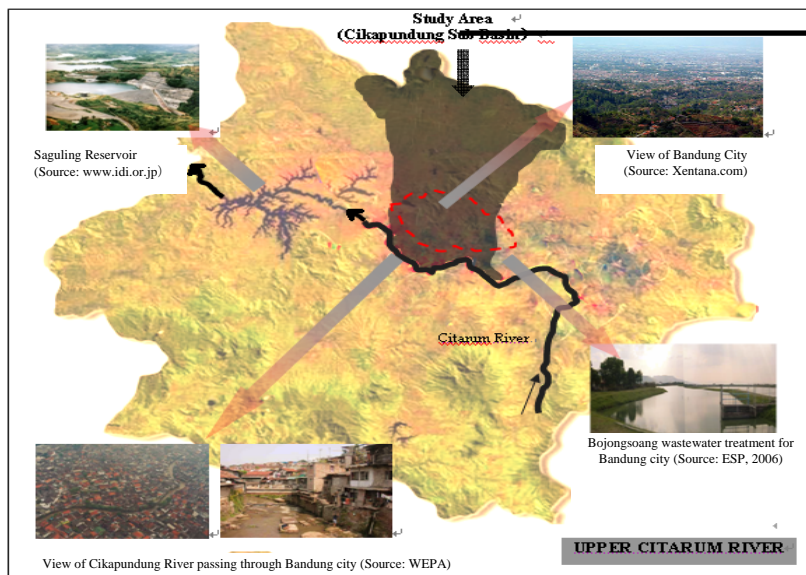 Study Area
(Cikapundung Sub Basin)
Saguling Reservoir
(Source: www.idi.or.jp)
View of Bandung City
(Source: Xentana.com)
Citarum River
Bojongsoang wastewater treatment for
Bandung city (Source: ESP, 2006)
View of Cikapundung River passing through Bandung city (Source: WEPA)
UPPER CITARUM RIVER